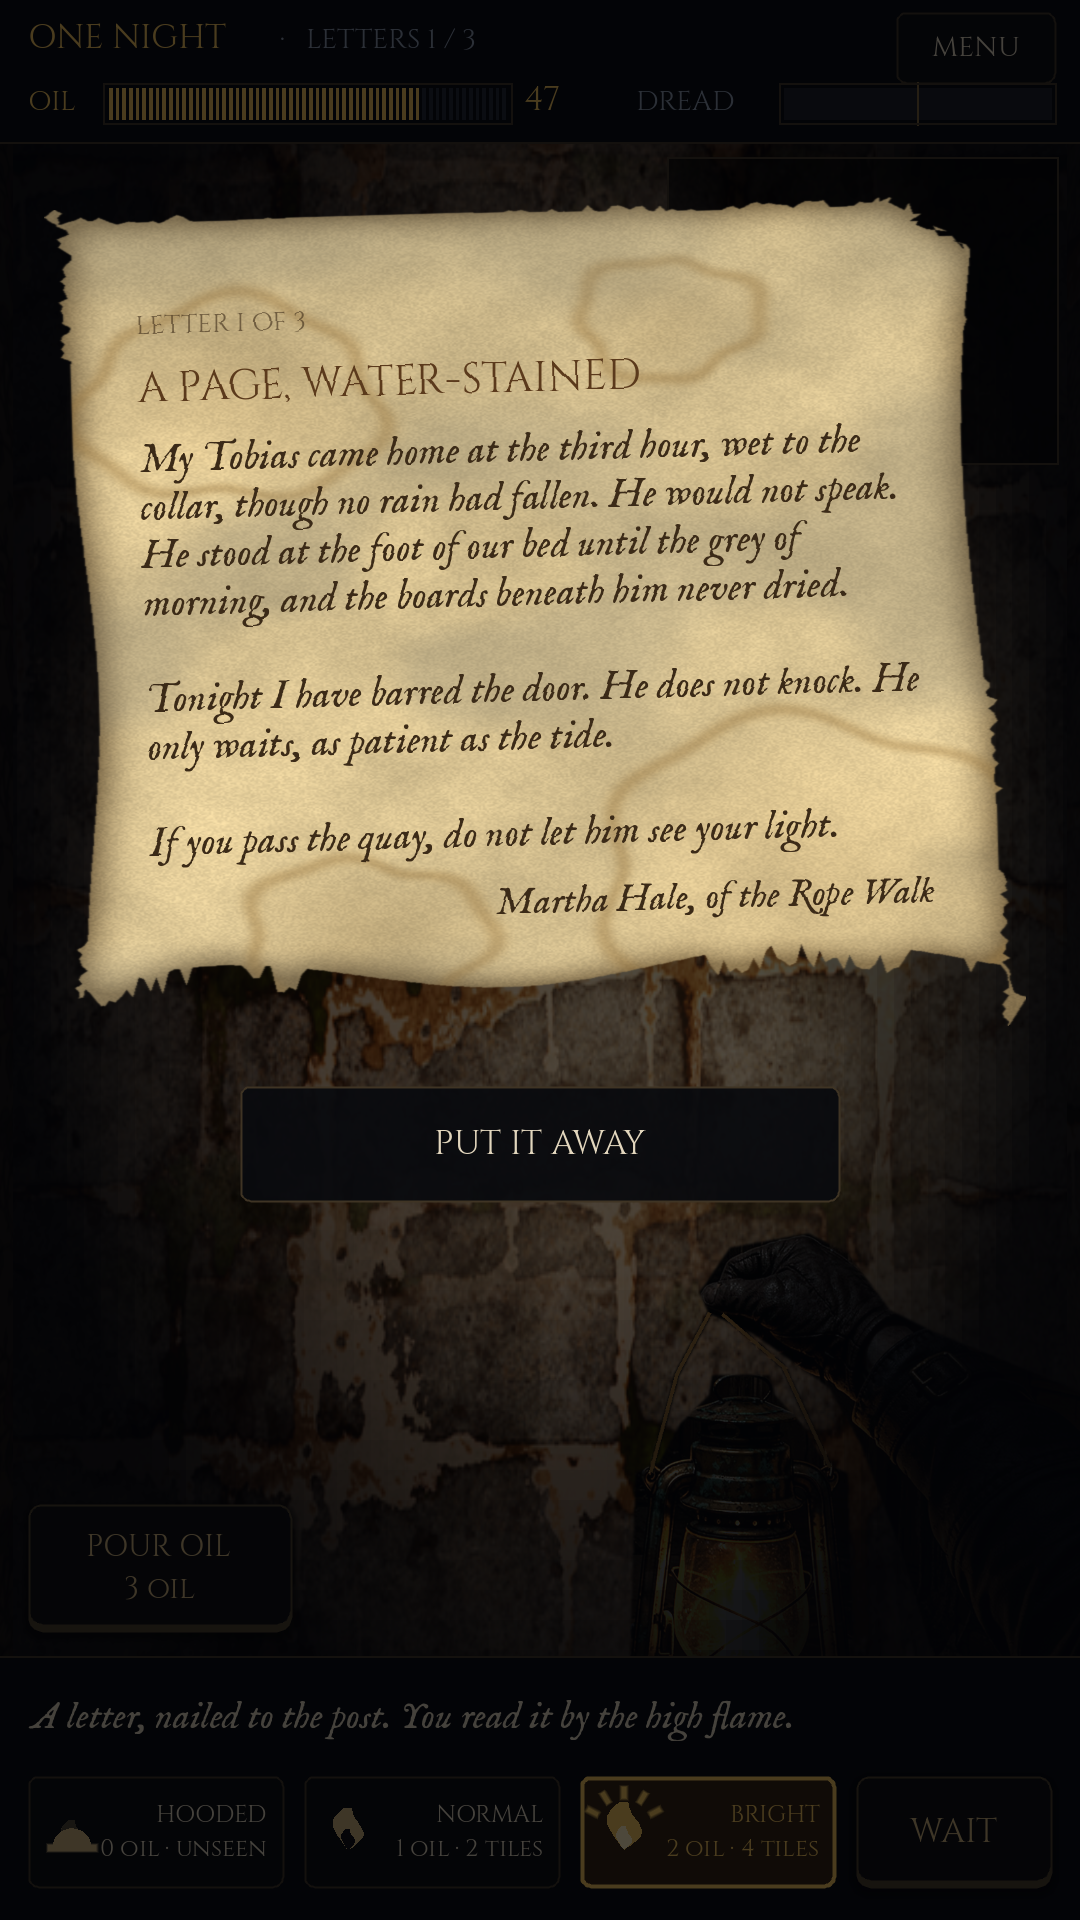 ONE NIGHT · LETTERS 1 / 3
MENU
OIL 47 DREAD
LETTER 1 OF 3
A PAGE, WATER-STAINED
My Tobias came home at the third hour, wet to the
collar, though no rain had fallen. He would not speak.
He stood at the foot of our bed until the grey of
morning, and the boards beneath him never dried.
Tonight I have barred the door. He does not knock. He
only waits, as patient as the tide.
If you pass the quay, do not let him see your light.
Martha Hale, of the Rope Walk
PUT IT AWAY
POUR OIL
3 OIL
A letter, nailed to the post. You read it by the high flame.
HOODED
0 OIL · UNSEEN
NORMAL
1 OIL · 2 TILES
BRIGHT
2 OIL · 4 TILES
WAIT